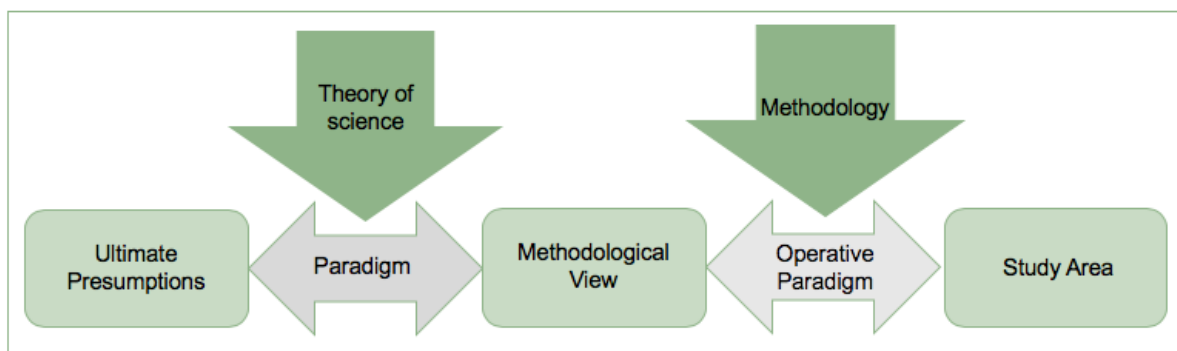 Theory of
science
Methodology
Ultimate
Presumptions
Paradigm
Methodological
View
Operative
Paradigm
Study Area